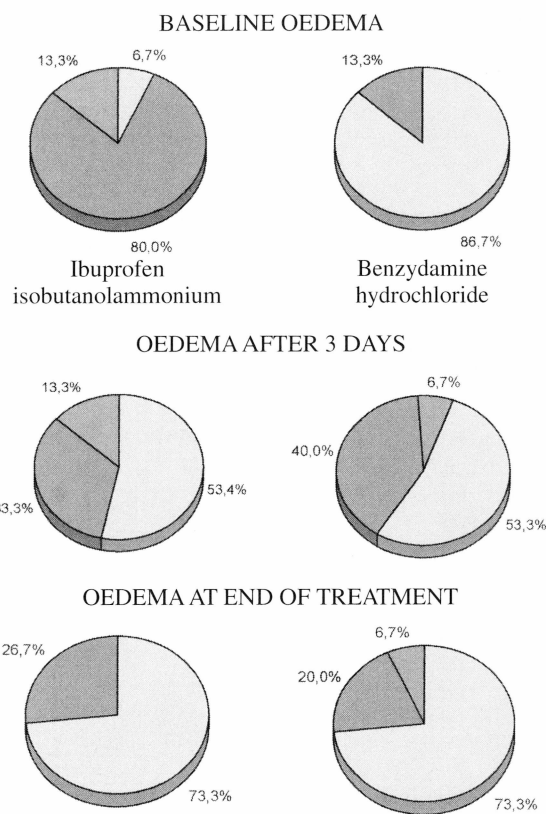 BASELINE OEDEMA
13,3% 6,7% 13,3%
80,0% 86,7%
Ibuprofen Benzydamine
isobutanolammonium hydrochloride
OEDEMA AFTER 3 DAYS
13,3% 6,7%
40,0%
53,4%
3,3% 53,3%
OEDEMA AT END OF TREATMENT
26,7% 6,7%
20,0%
73,3% 73,3%